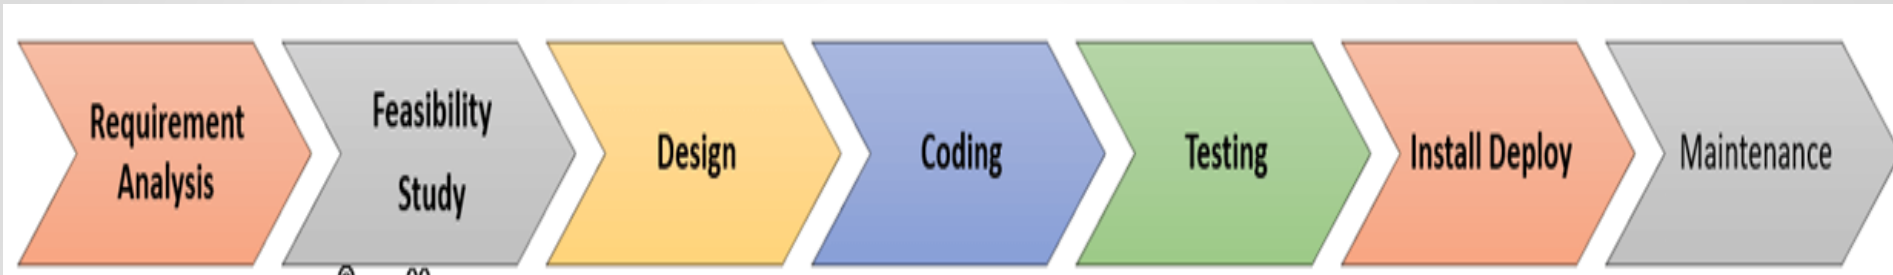 Requirement
Analysis
Feasibility
Study
Design
Coding
Testing
Install Deploy
Maintenance